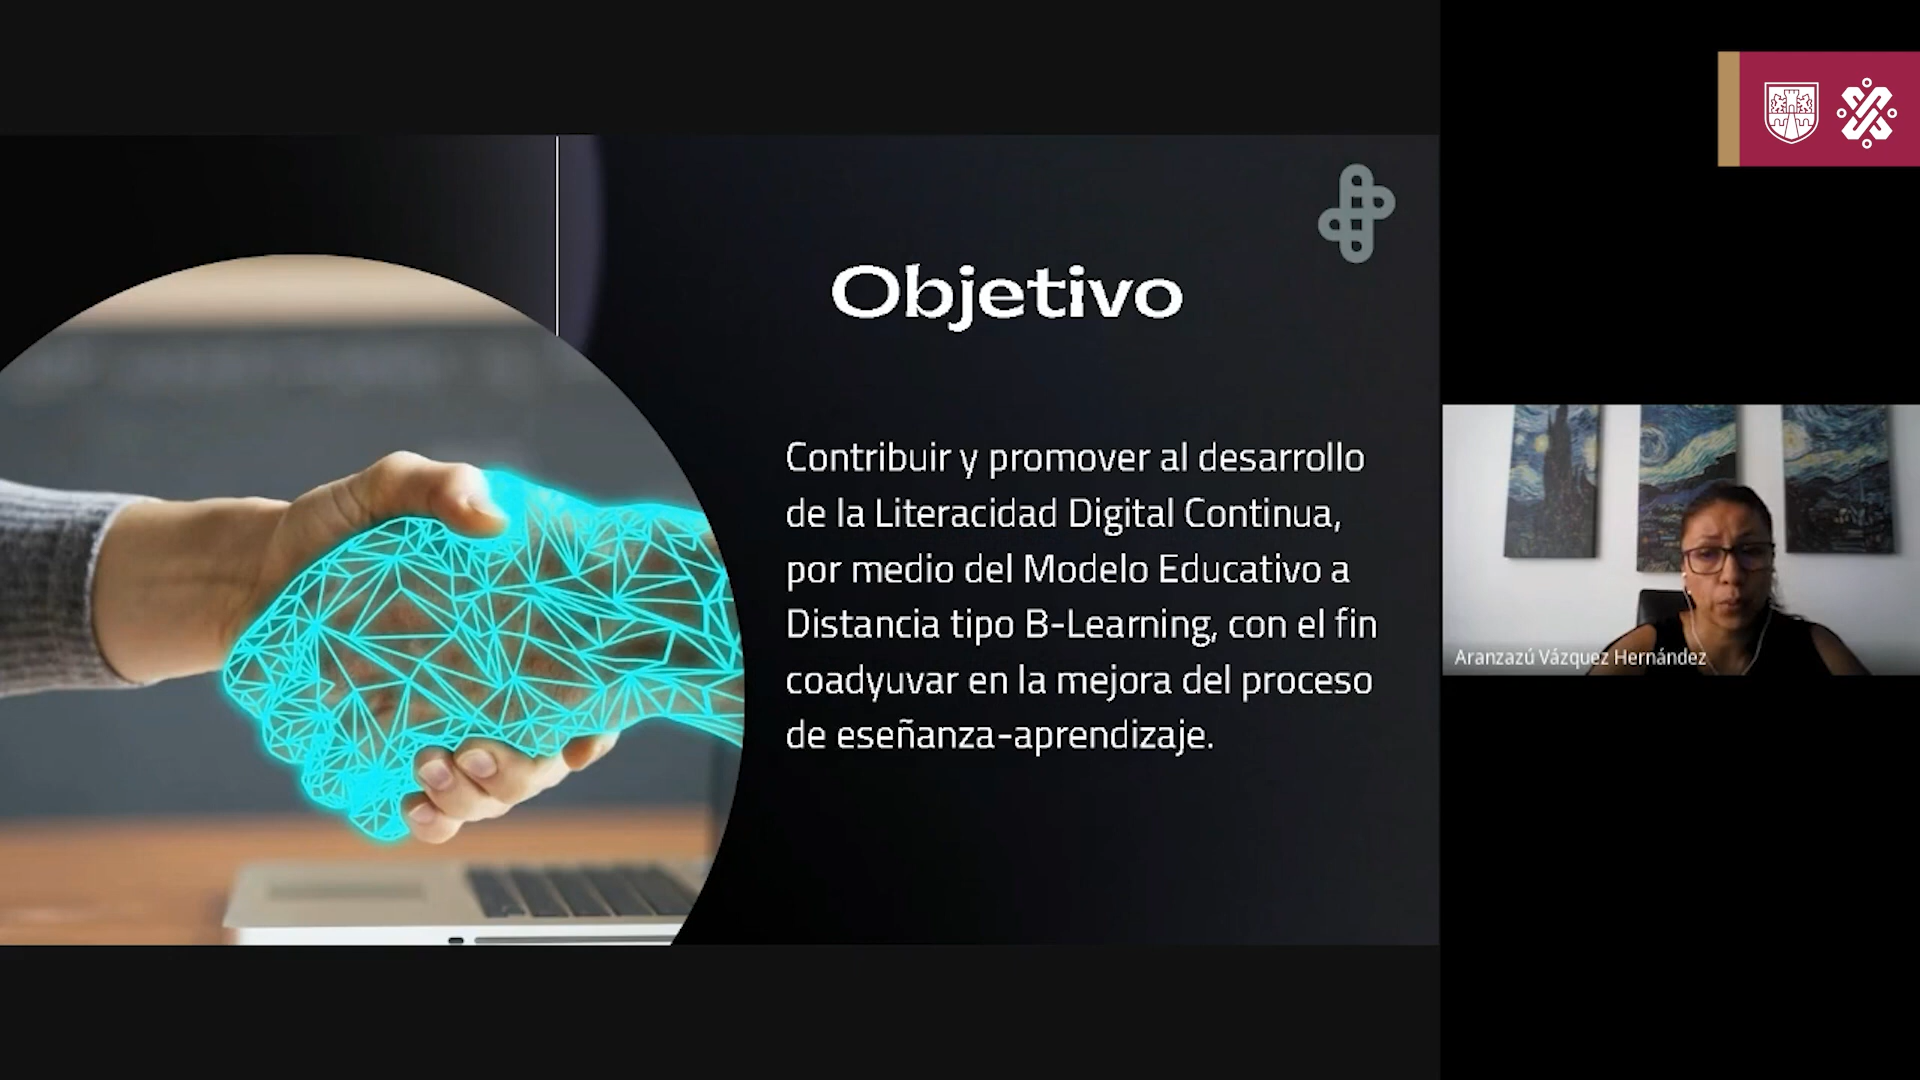 Objetivo
Contribuir y promover al desarrollo
de la Literacidad Digital Continua,
por medio del Modelo Educativo a
Distancia tipo B-Learning, con el fin
coadyuvar en la mejora del proceso
de eseñanza-aprendizaje.
Aranzazú Vázquez Hernández